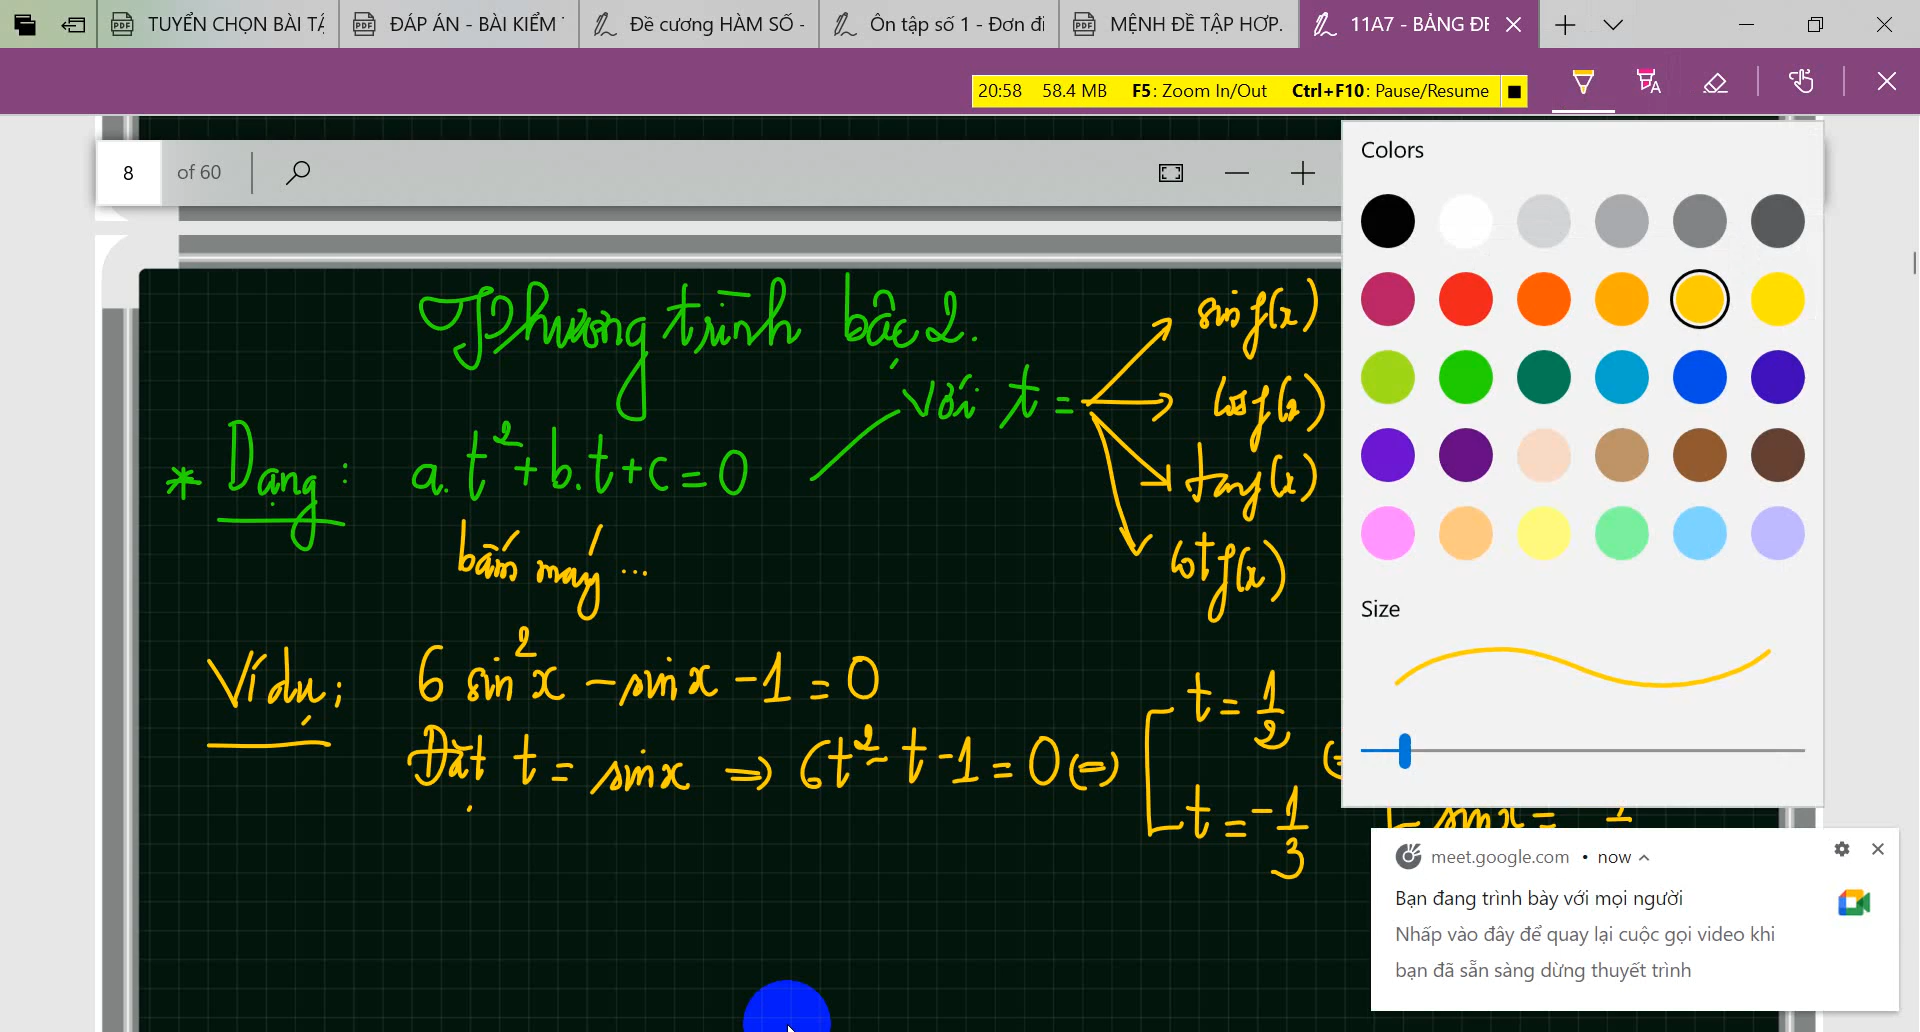 TUYỂN CHỌN BÀI TẬ
ĐÁP ÁN - BÀI KIỂM T
Đề cương HÀM SỐ -
Ôn tập số 1 - Đơn đi
MỆNH ĐỀ TẬP HƠP.
11A7 - BẢNG ĐE
20:58 58.4 MB F5: Zoom In/Out Ctrl+F10: Pause/Resume
8 of 60
Colors
Phương trình bậc 2.
sin f(x)
với t =
cos f(x)
* Dạng: a.t² + b.t + c = 0
tan f(x)
bấm máy ...
cot f(x)
Size
Ví dụ: 6 sin²x - sin x - 1 = 0
t = 1/2
Đặt t = sin x ⇒ 6t² - t - 1 = 0 (=)
t = -1/3
sin x =
meet.google.com • now
Bạn đang trình bày với mọi người
Nhấp vào đây để quay lại cuộc gọi video khi
bạn đã sẵn sàng dừng thuyết trình